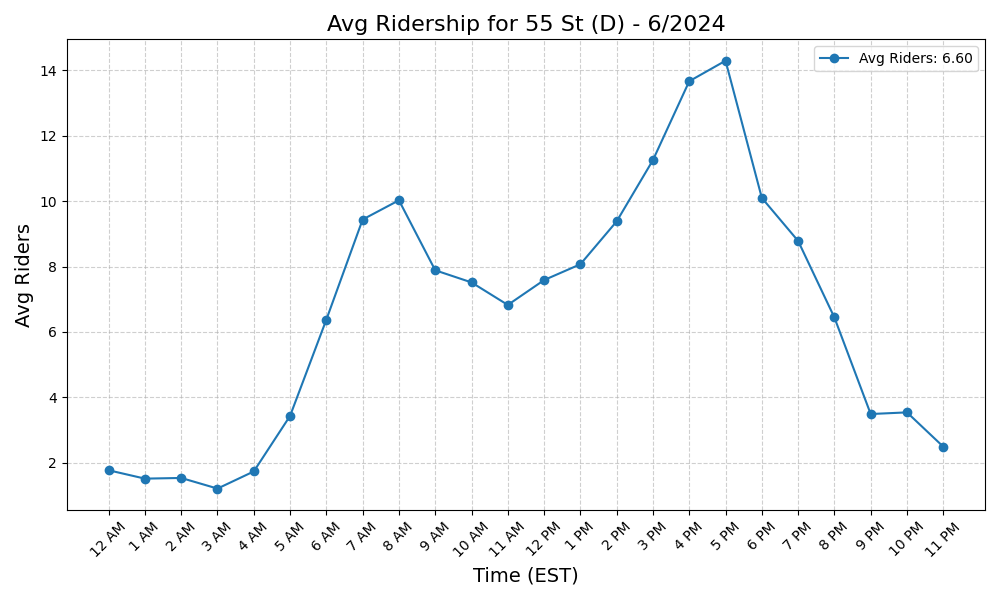 Avg Ridership for 55 St (D) - 6/2024
Avg Riders: 6.60
Avg Riders
14
12
10
8
6
4
2
12 AM
1 AM
2 AM
3 AM
4 AM
5 AM
6 AM
7 AM
8 AM
9 AM
10 AM
11 AM
12 PM
1 PM
2 PM
3 PM
4 PM
5 PM
6 PM
7 PM
8 PM
9 PM
10 PM
11 PM
Time (EST)